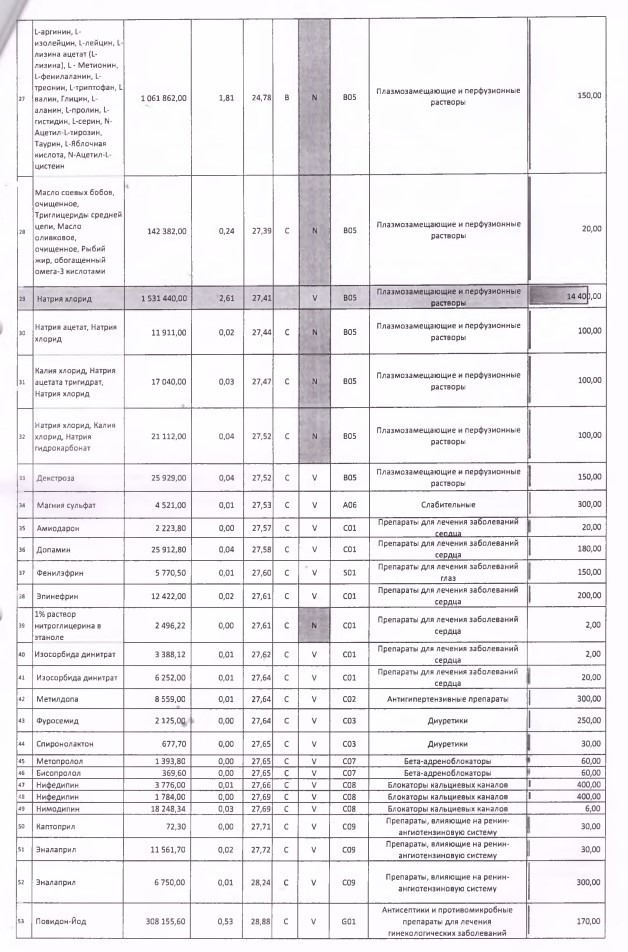 27 L-аргинин, L-
изолейцин, L-лейцин, L-
лизина ацетат (L-
лизина), L - Метионин,
L-фенилаланин, L-
треонин, L-триптофан, L
валин, Глицин, L-
аланин, L-пролин, L-
гистидин, L-серин, N-
Ацетил-L-тирозин,
Таурин, L-Яблочная
кислота, N-Ацетил-L-
цистеин 1 061 862,00 1,81 24,78 B N B05 Плазмозамещающие и перфузионные
растворы 150,00
28 Масло соевых бобов,
очищенное,
Триглицериды средней
цепи, Масло
оливковое,
очищенное, Рыбий
жир, обогащенный
омега-3 кислотами 142 382,00 0,24 27,39 C N B05 Плазмозамещающие и перфузионные
растворы 20,00
29 Натрия хлорид 1 531 440,00 2,61 27,41 V B05 Плазмозамещающие и перфузионные
растворы 14 400,00
30 Натрия ацетат, Натрия
хлорид 11 911,00 0,02 27,44 C N B05 Плазмозамещающие и перфузионные
растворы 100,00
31 Калия хлорид, Натрия
ацетата тригидрат,
Натрия хлорид 17 040,00 0,03 27,47 C N B05 Плазмозамещающие и перфузионные
растворы 100,00
32 Натрия хлорид, Калия
хлорид, Натрия
гидрокарбонат 21 112,00 0,04 27,52 C N B05 Плазмозамещающие и перфузионные
растворы 100,00
33 Декстроза 25 929,00 0,04 27,52 C V B05 Плазмозамещающие и перфузионные
растворы 150,00
34 Магния сульфат 4 521,00 0,01 27,53 C V A06 Слабительные 300,00
35 Амиодарон 2 223,80 0,00 27,57 C V C01 Препараты для лечения заболеваний
сердца 20,00
36 Допамин 25 912,80 0,04 27,58 C V C01 Препараты для лечения заболеваний
сердца 180,00
37 Фенилэфрин 5 770,50 0,01 27,60 C V S01 Препараты для лечения заболеваний
глаз 150,00
38 Эпинефрин 12 422,00 0,02 27,61 C V C01 Препараты для лечения заболеваний
сердца 200,00
39 1% раствор
нитроглицерина в
этаноле 2 496,22 0,00 27,61 C N C01 Препараты для лечения заболеваний
сердца 2,00
40 Изосорбида динитрат 3 388,12 0,01 27,62 C V C01 Препараты для лечения заболеваний
сердца 2,00
41 Изосорбида динитрат 6 252,00 0,01 27,64 C V C01 Препараты для лечения заболеваний
сердца 20,00
42 Метилдопа 8 559,00 0,01 27,64 C V C02 Антигипертензивные препараты 300,00
43 Фуросемид 2 125,00 0,00 27,64 C V C03 Диуретики 250,00
44 Спиронолактон 677,70 0,00 27,65 C V C03 Диуретики 30,00
45 Метопролол 1 393,80 0,00 27,65 C V C07 Бета-адреноблокаторы 60,00
46 Бисопролол 369,60 0,00 27,65 C V C07 Бета-адреноблокаторы 60,00
47 Нифедипин 3 776,00 0,01 27,66 C V C08 Блокаторы кальциевых каналов 400,00
48 Нифедипин 1 784,00 0,00 27,69 C V C08 Блокаторы кальциевых каналов 400,00
49 Нимодипин 18 248,34 0,03 27,69 C V C08 Блокаторы кальциевых каналов 6,00
50 Каптоприл 72,30 0,00 27,71 C V C09 Препараты, влияющие на ренин-
ангиотензиновую систему 30,00
51 Эналаприл 11 561,70 0,02 27,72 C V C09 Препараты, влияющие на ренин-
ангиотензиновую систему 30,00
52 Эналаприл 6 750,00 0,01 28,24 C V C09 Препараты, влияющие на ренин-
ангиотензиновую систему 300,00
53 Повидон-Йод 308 155,60 0,53 28,88 C V G01 Антисептики и противомикробные
препараты для лечения
гинекологических заболеваний 170,00